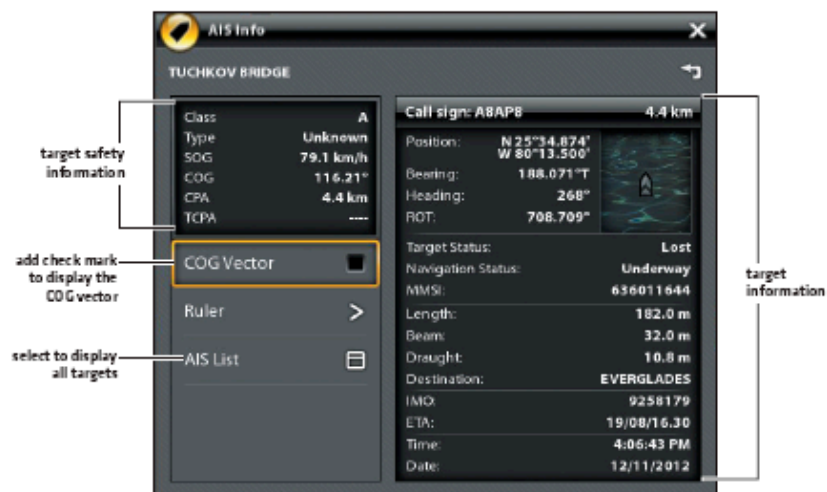 AIS Info
TUCHKOV BRIDGE
target safety
information
Class A
Type Unknown
SOG 79.1 km/h
COG 116.21°
CPA 4.4 km
TCPA ----
add check mark
to display the
COG vector
COG Vector
Ruler
select to display
all targets
AIS List
Call sign: A8AP8 4.4 km
Position: N 25°34.874'
W 80°13.500'
Bearing: 188.071°T
Heading: 268°
ROT: 708.709°
Target Status: Lost
Navigation Status: Underway
MMSI: 636011644
Length: 182.0 m
Beam: 32.0 m
Draught: 10.8 m
Destination: EVERGLADES
IMO: 9258179
ETA: 19/08/16.30
Time: 4:06:43 PM
Date: 12/11/2012
target
information